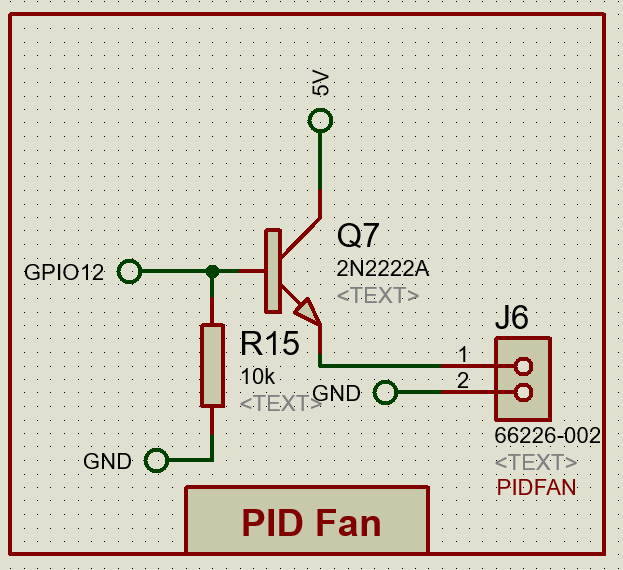 5V
Q7
2N2222A
<TEXT>
GPIO12
J6
R15
10k
<TEXT>
GND
1
2
GND
66226-002
<TEXT>
PIDFAN
PID Fan